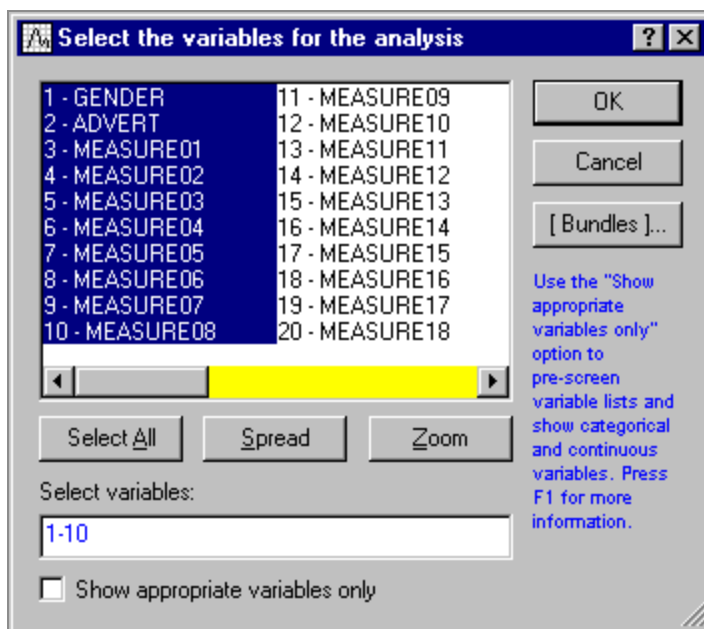 Select the variables for the analysis
1 - GENDER
2 - ADVERT
3 - MEASURE01
4 - MEASURE02
5 - MEASURE03
6 - MEASURE04
7 - MEASURE05
8 - MEASURE06
9 - MEASURE07
10 - MEASURE08
11 - MEASURE09
12 - MEASURE10
13 - MEASURE11
14 - MEASURE12
15 - MEASURE13
16 - MEASURE14
17 - MEASURE15
18 - MEASURE16
19 - MEASURE17
20 - MEASURE18
OK
Cancel
[ Bundles ]...
Use the "Show
appropriate
variables only"
option to
pre-screen
variable lists and
show categorical
and continuous
variables. Press
F1 for more
information.
Select All
Spread
Zoom
Select variables:
1-10
Show appropriate variables only